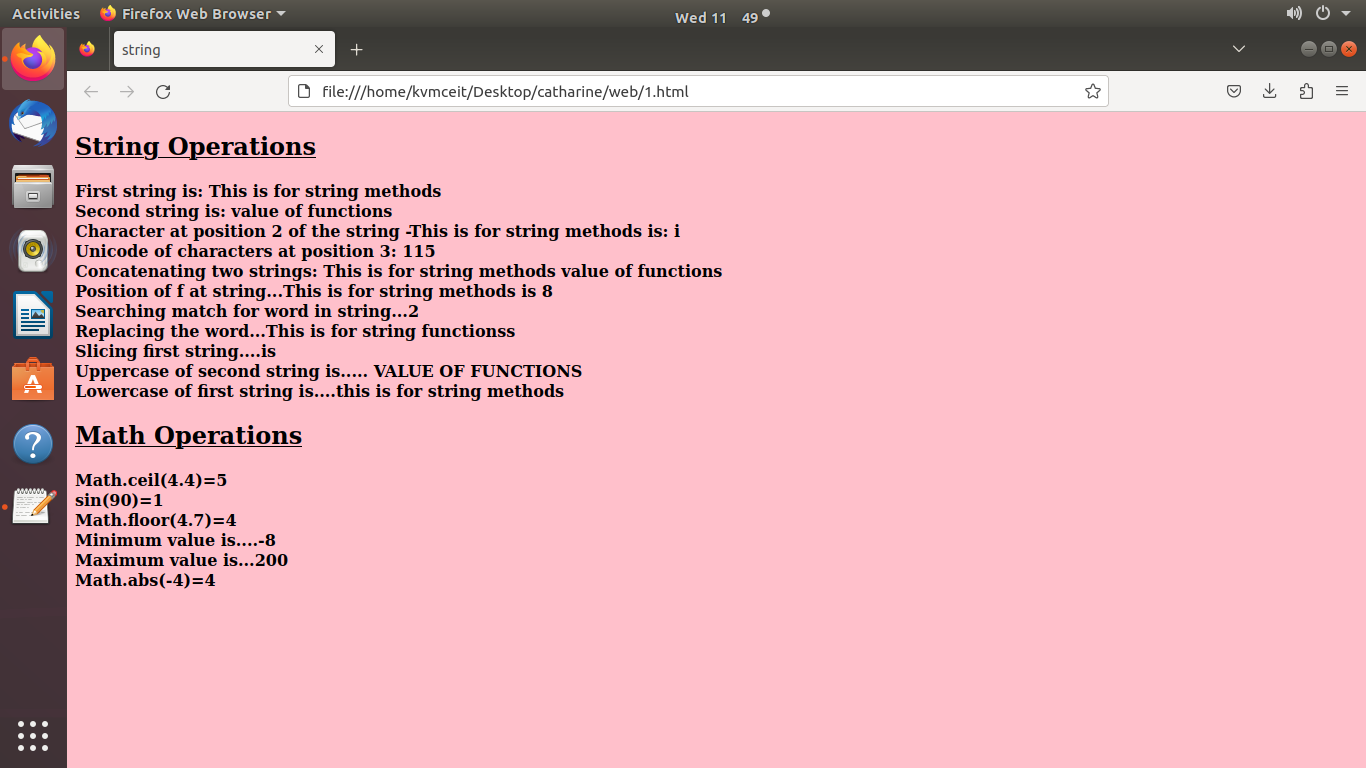 Activities
Firefox Web Browser
Wed 11 49
string
file:///home/kvmceit/Desktop/catharine/web/1.html
String Operations
First string is: This is for string methods
Second string is: value of functions
Character at position 2 of the string -This is for string methods is: i
Unicode of characters at position 3: 115
Concatenating two strings: This is for string methods value of functions
Position of f at string...This is for string methods is 8
Searching match for word in string...2
Replacing the word...This is for string functionss
Slicing first string....is
Uppercase of second string is..... VALUE OF FUNCTIONS
Lowercase of first string is....this is for string methods
Math Operations
Math.ceil(4.4)=5
sin(90)=1
Math.floor(4.7)=4
Minimum value is....-8
Maximum value is...200
Math.abs(-4)=4